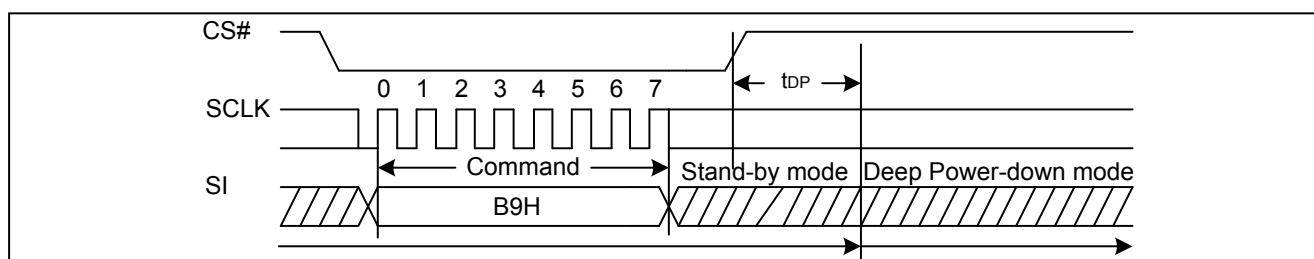 CS#
tDP
0 1 2 3 4 5 6 7
SCLK
Command
Stand-by mode Deep Power-down mode
SI
B9H